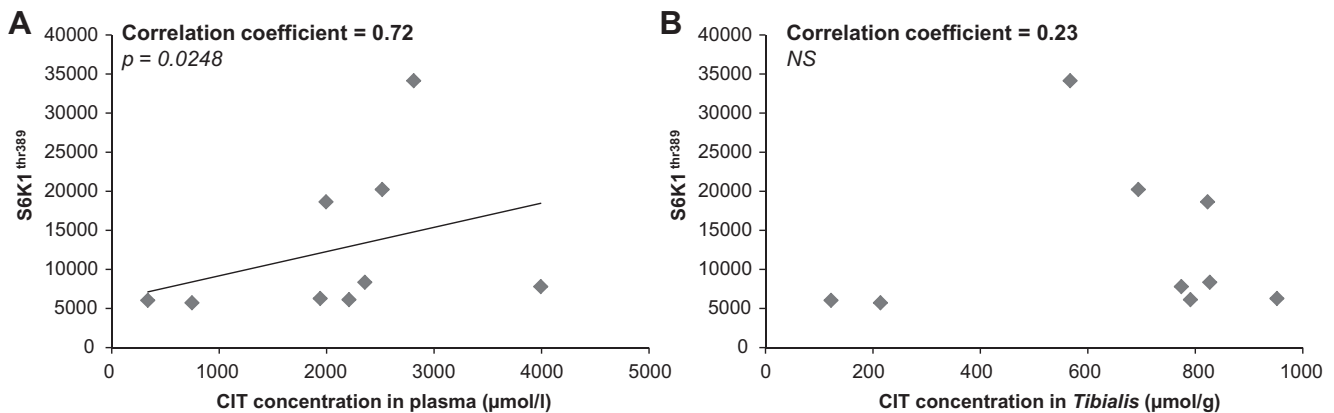 A
Correlation coefficient = 0.72
p = 0.0248
40000
35000
30000
25000
20000
15000
10000
5000
0
S6K1 thr389
0 1000 2000 3000 4000 5000
CIT concentration in plasma (µmol/l)
B
Correlation coefficient = 0.23
NS
40000
35000
30000
25000
20000
15000
10000
5000
0
S6K1 thr389
0 200 400 600 800 1000
CIT concentration in Tibialis (µmol/g)